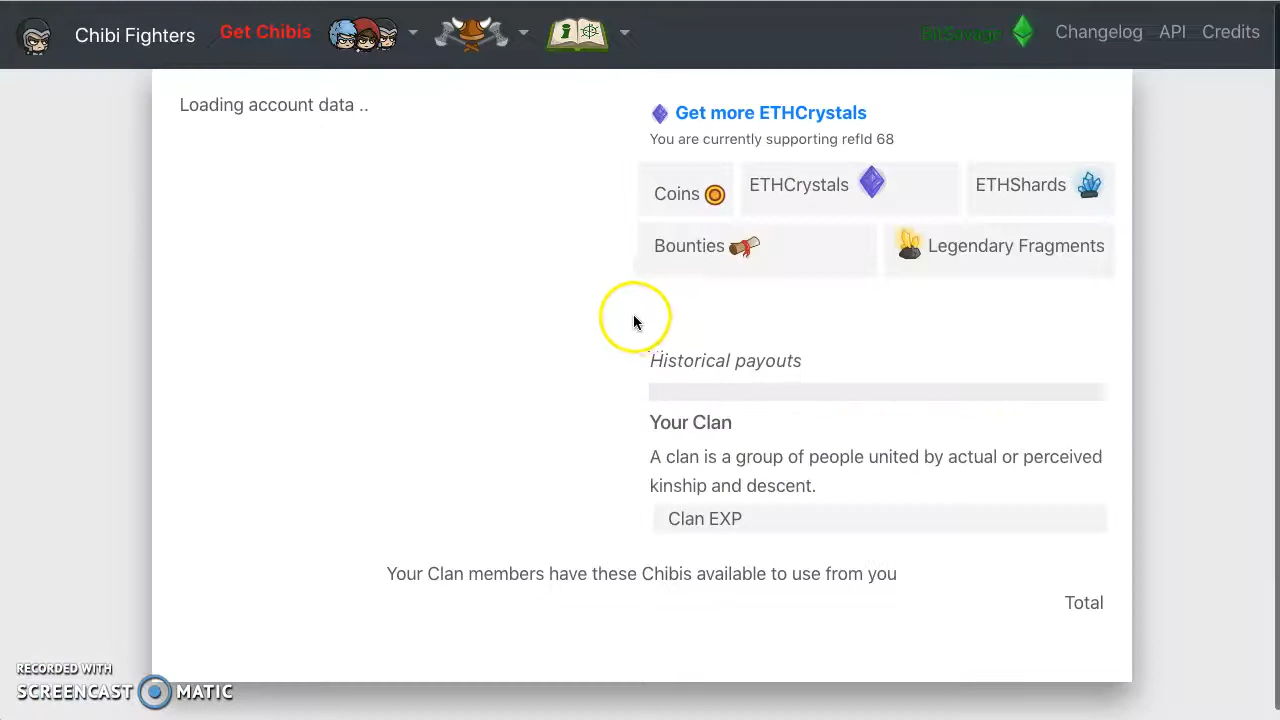 Chibi Fighters
Get Chibis
BitSavage
Changelog
API
Credits
Loading account data ..
Get more ETHCrystals
You are currently supporting refId 68
Coins
ETHCrystals
ETHShards
Bounties
Legendary Fragments
Historical payouts
Your Clan
A clan is a group of people united by actual or perceived
kinship and descent.
Clan EXP
Your Clan members have these Chibis available to use from you
Total
RECORDED WITH
SCREENCAST MATIC